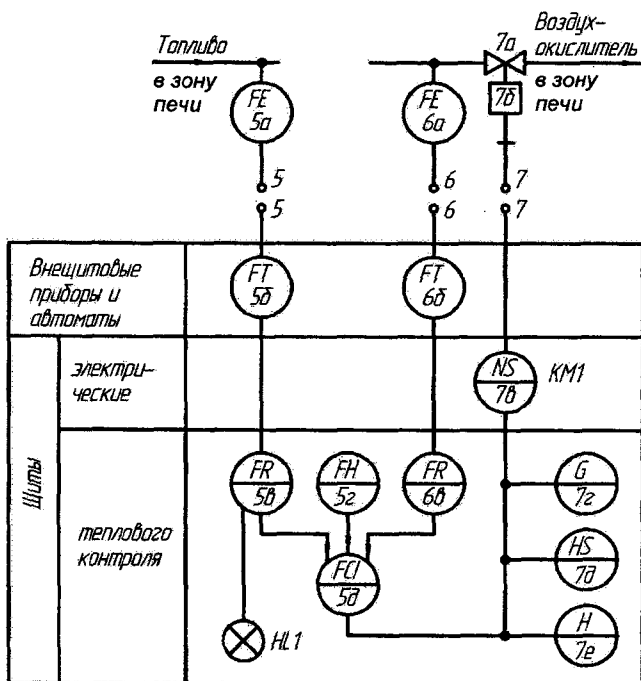 Топливо
в зону
печи
Воздух-
окислитель
в зону
печи
7а
7б
FE
5а
FE
6а
5
5
6
6
7
7
Внещитовые
приборы и
автоматы
FT
5б
FT
6б
Щиты
электри-
ческие
NS
7в
КМ1
теплового
контроля
FR
5в
FH
5г
FR
6в
G
7г
FCI
5д
HS
7д
HL1
H
7е